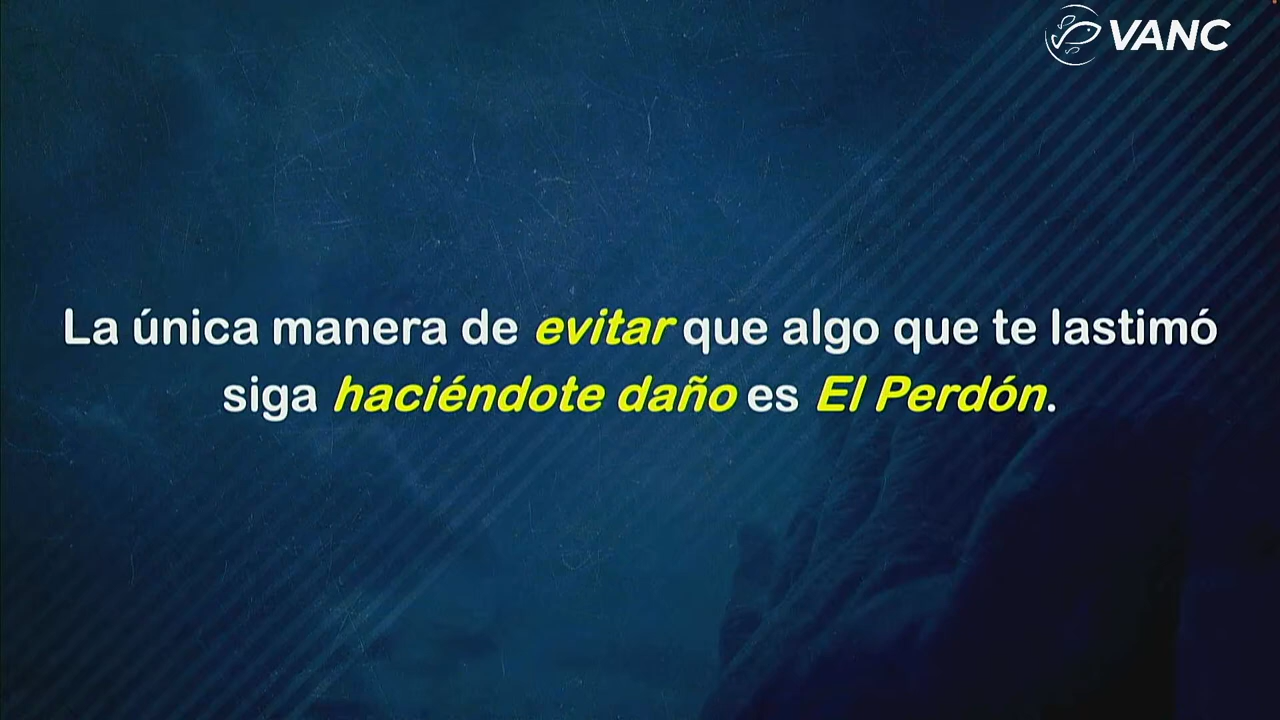 VANC
La única manera de evitar que algo que te lastimó
siga haciéndote daño es El Perdón.